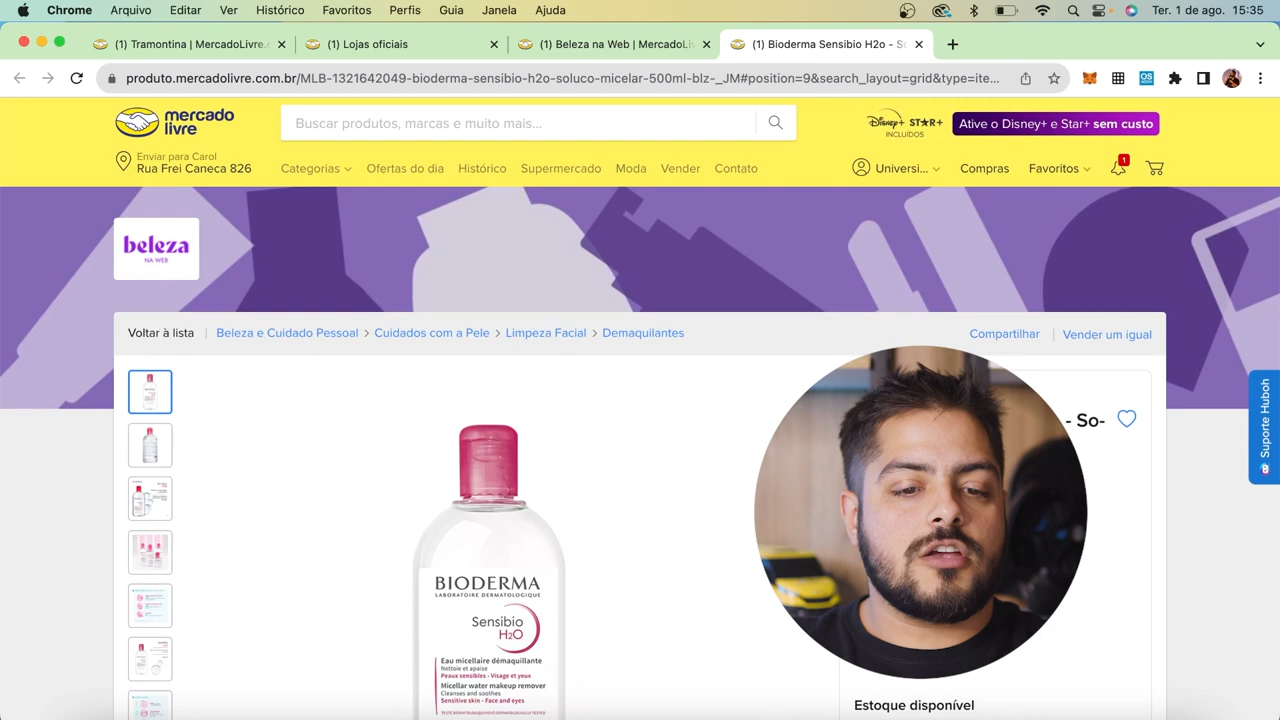 Chrome Arquivo Editar Ver Histórico Favoritos Perfis Guia Janela Ajuda Ter. 1 de ago. 15:35
(1) Tramontina | MercadoLivre.c
(1) Lojas oficiais
(1) Beleza na Web | MercadoLiv
(1) Bioderma Sensibio H2o - So
produto.mercadolivre.com.br/MLB-1321642049-bioderma-sensibio-h2o-soluco-micelar-500ml-blz-_JM#position=9&search_layout=grid&type=ite...
mercado
livre
Buscar produtos, marcas e muito mais...
Disney+ STAR+
INCLUÍDOS
Ative o Disney+ e Star+ sem custo
Enviar para Carol
Rua Frei Caneca 826
Categorias Ofertas do dia Histórico Supermercado Moda Vender Contato
Universi... Compras Favoritos 1
beleza
NA WEB
Voltar à lista | Beleza e Cuidado Pessoal > Cuidados com a Pele > Limpeza Facial > Demaquilantes
Compartilhar | Vender um igual
- So-
Suporte Huboh
BIODERMA
LABORATOIRE DERMATOLOGIQUE
Sensibio
H2O
Eau micellaire démaquillante
Nettoie et apaise
Peaux sensibles - Visage et yeux
Micellar water makeup remover
Cleanses and soothes
Sensitive skin - Face and eyes
Estoque disponível